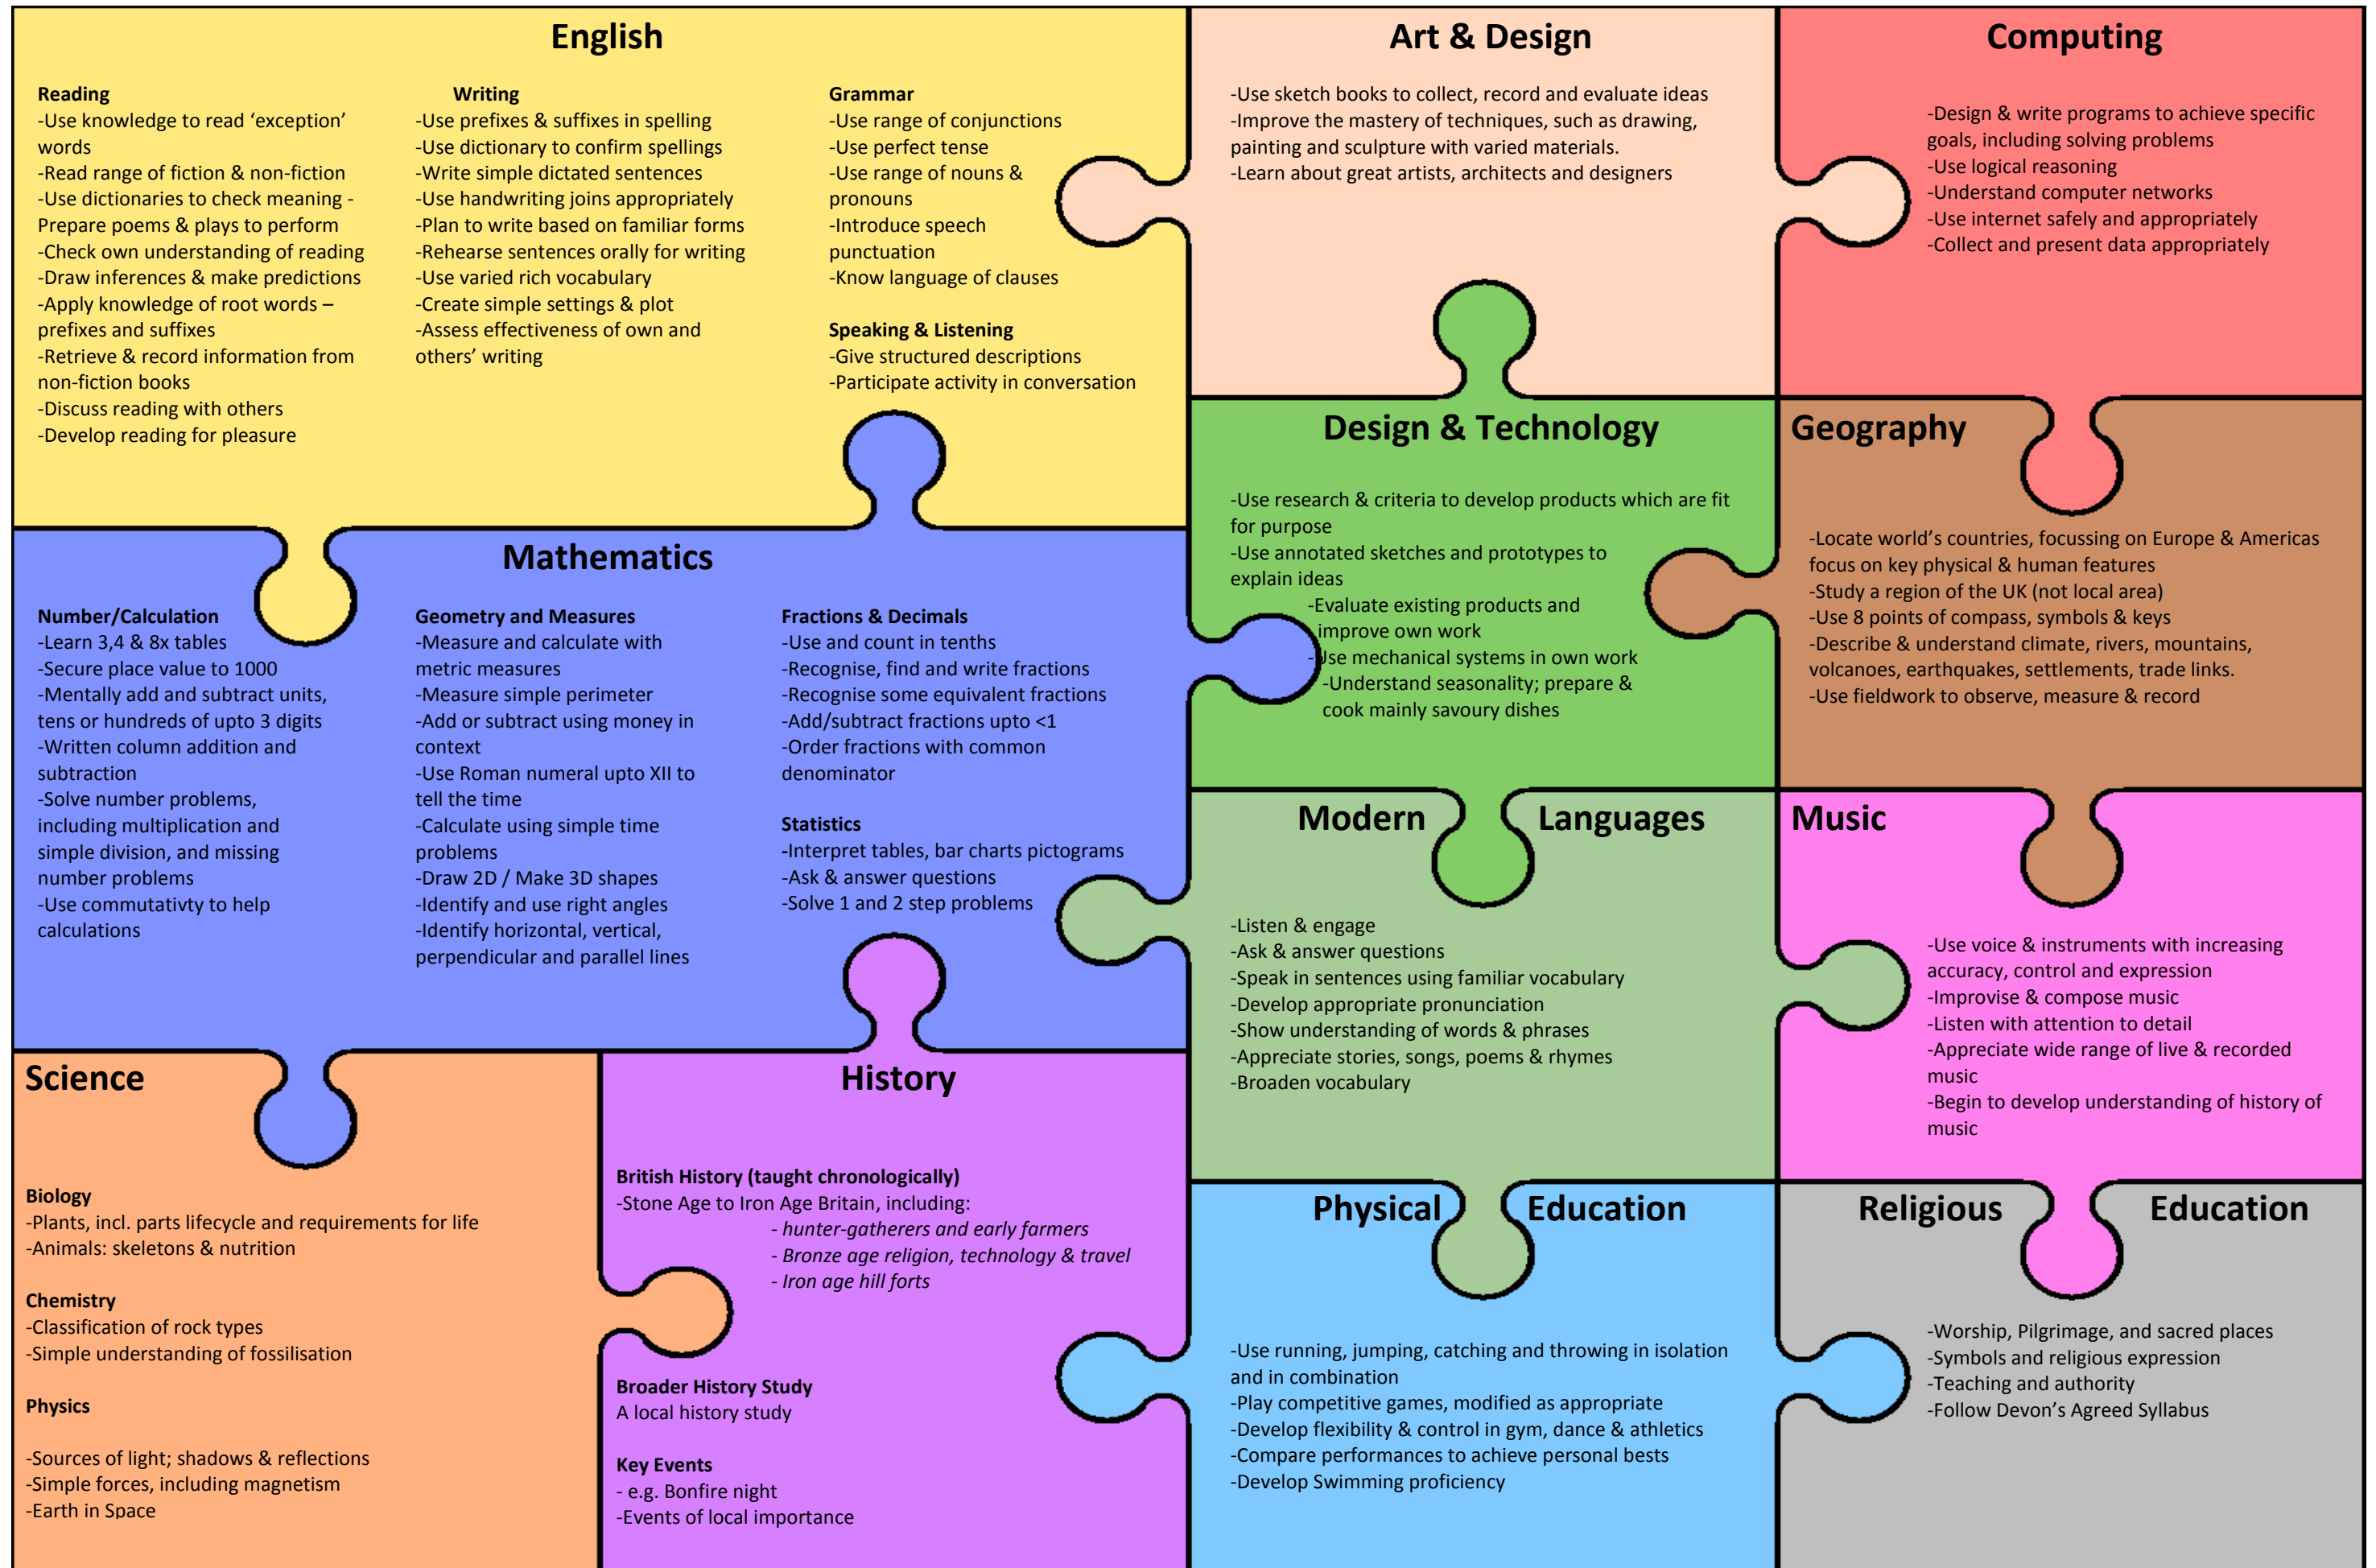 English
Reading
-Use knowledge to read ‘exception’
words
-Read range of fiction & non-fiction
-Use dictionaries to check meaning -
Prepare poems & plays to perform
-Check own understanding of reading
-Draw inferences & make predictions
-Apply knowledge of root words –
prefixes and suffixes
-Retrieve & record information from
non-fiction books
-Discuss reading with others
-Develop reading for pleasure
Writing
-Use prefixes & suffixes in spelling
-Use dictionary to confirm spellings
-Write simple dictated sentences
-Use handwriting joins appropriately
-Plan to write based on familiar forms
-Rehearse sentences orally for writing
-Use varied rich vocabulary
-Create simple settings & plot
-Assess effectiveness of own and
others’ writing
Grammar
-Use range of conjunctions
-Use perfect tense
-Use range of nouns &
pronouns
-Introduce speech
punctuation
-Know language of clauses
Speaking & Listening
-Give structured descriptions
-Participate activity in conversation
Art & Design
-Use sketch books to collect, record and evaluate ideas
-Improve the mastery of techniques, such as drawing,
painting and sculpture with varied materials.
-Learn about great artists, architects and designers
Computing
-Design & write programs to achieve specific
goals, including solving problems
-Use logical reasoning
-Understand computer networks
-Use internet safely and appropriately
-Collect and present data appropriately
Mathematics
Number/Calculation
-Learn 3,4 & 8x tables
-Secure place value to 1000
-Mentally add and subtract units,
tens or hundreds of upto 3 digits
-Written column addition and
subtraction
-Solve number problems,
including multiplication and
simple division, and missing
number problems
-Use commutativty to help
calculations
Geometry and Measures
-Measure and calculate with
metric measures
-Measure simple perimeter
-Add or subtract using money in
context
-Use Roman numeral upto XII to
tell the time
-Calculate using simple time
problems
-Draw 2D / Make 3D shapes
-Identify and use right angles
-Identify horizontal, vertical,
perpendicular and parallel lines
Fractions & Decimals
-Use and count in tenths
-Recognise, find and write fractions
-Recognise some equivalent fractions
-Add/subtract fractions upto <1
-Order fractions with common
denominator
Statistics
-Interpret tables, bar charts pictograms
-Ask & answer questions
-Solve 1 and 2 step problems
Design & Technology
-Use research & criteria to develop products which are fit
for purpose
-Use annotated sketches and prototypes to
explain ideas
-Evaluate existing products and
improve own work
-Use mechanical systems in own work
-Understand seasonality; prepare &
cook mainly savoury dishes
Geography
-Locate world’s countries, focussing on Europe & Americas
focus on key physical & human features
-Study a region of the UK (not local area)
-Use 8 points of compass, symbols & keys
-Describe & understand climate, rivers, mountains,
volcanoes, earthquakes, settlements, trade links.
-Use fieldwork to observe, measure & record
Modern Languages
-Listen & engage
-Ask & answer questions
-Speak in sentences using familiar vocabulary
-Develop appropriate pronunciation
-Show understanding of words & phrases
-Appreciate stories, songs, poems & rhymes
-Broaden vocabulary
Music
-Use voice & instruments with increasing
accuracy, control and expression
-Improvise & compose music
-Listen with attention to detail
-Appreciate wide range of live & recorded
music
-Begin to develop understanding of history of
music
Science
Biology
-Plants, incl. parts lifecycle and requirements for life
-Animals: skeletons & nutrition
Chemistry
-Classification of rock types
-Simple understanding of fossilisation
Physics
-Sources of light; shadows & reflections
-Simple forces, including magnetism
-Earth in Space
History
British History (taught chronologically)
-Stone Age to Iron Age Britain, including:
- hunter-gatherers and early farmers
- Bronze age religion, technology & travel
- Iron age hill forts
Broader History Study
A local history study
Key Events
- e.g. Bonfire night
-Events of local importance
Physical Education
-Use running, jumping, catching and throwing in isolation
and in combination
-Play competitive games, modified as appropriate
-Develop flexibility & control in gym, dance & athletics
-Compare performances to achieve personal bests
-Develop Swimming proficiency
Religious Education
-Worship, Pilgrimage, and sacred places
-Symbols and religious expression
-Teaching and authority
-Follow Devon’s Agreed Syllabus